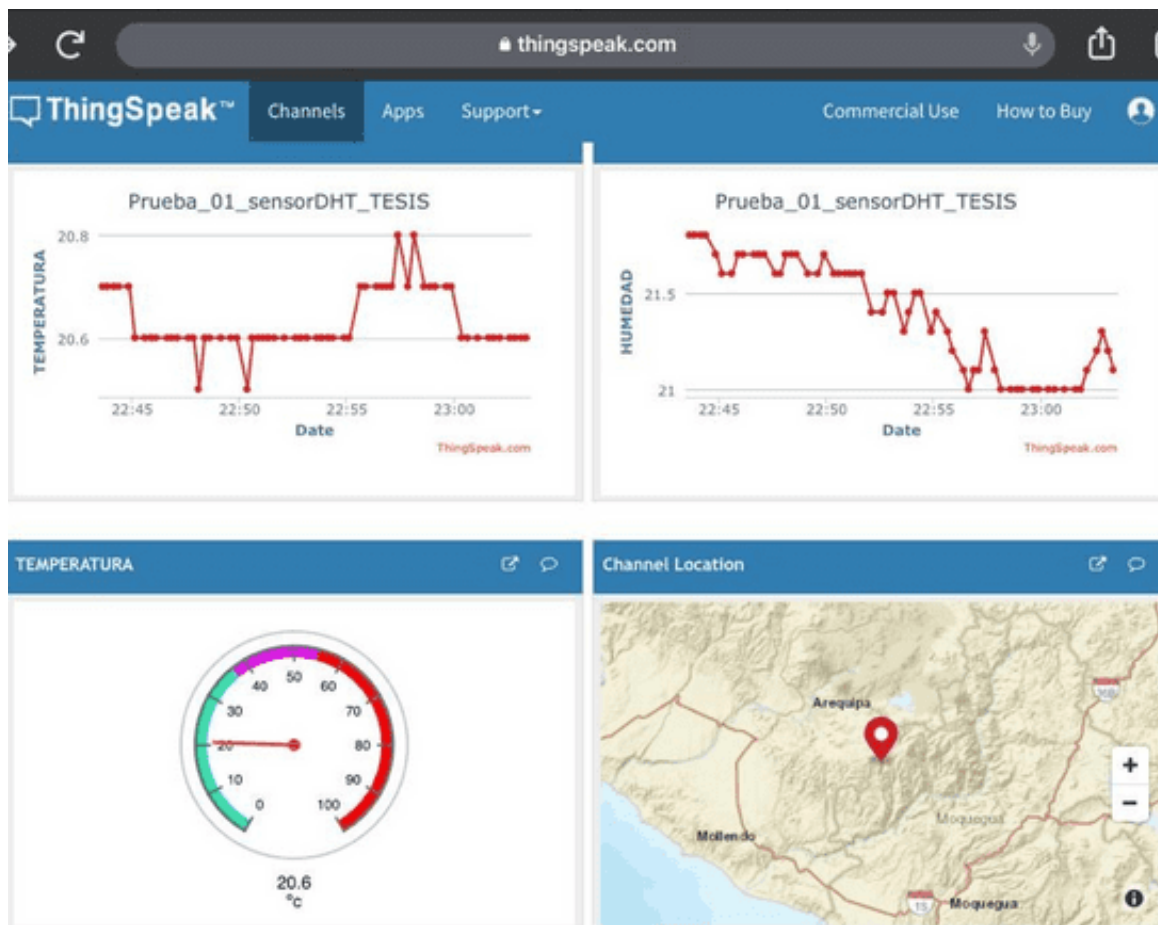 thingspeak.com
ThingSpeak™ Channels Apps Support Commercial Use How to Buy
Prueba_01_sensorDHT_TESIS
TEMPERATURA
20.8
20.6
22:45 22:50 22:55 23:00
Date
ThingSpeak.com
Prueba_01_sensorDHT_TESIS
HUMEDAD
21.5
21
22:45 22:50 22:55 23:00
Date
ThingSpeak.com
TEMPERATURA
0
10
20
30
40
50
60
70
80
90
100
20.6
°c
Channel Location
Arequipa
36B
Moquegua
Mollendo
1S
Moquegua
+
−